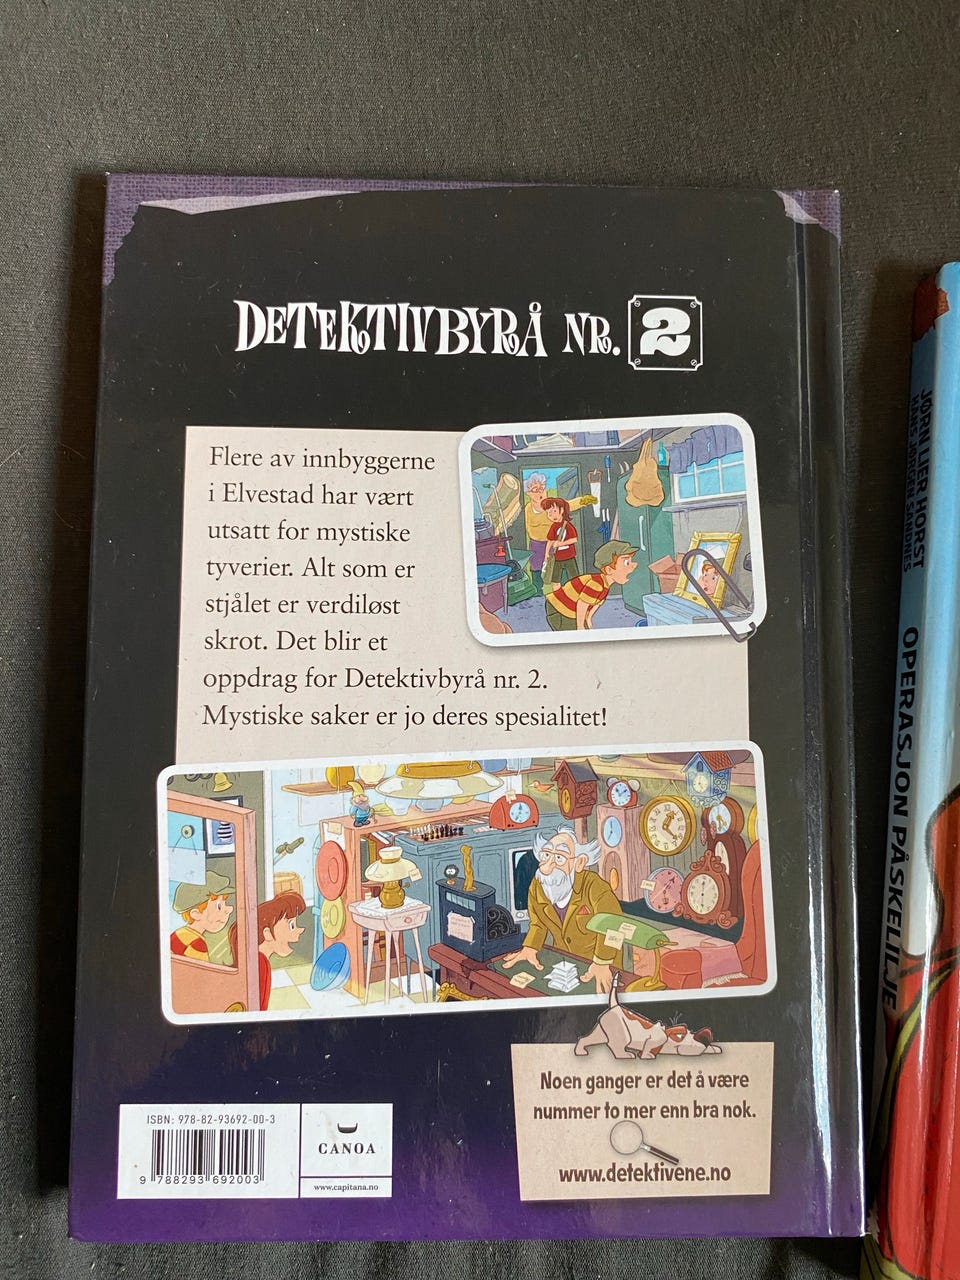 DETEKTIVBYRÅ NR. 2
Flere av innbyggerne
i Elvestad har vært
utsatt for mystiske
tyverier. Alt som er
stjålet er verdiløst
skrot. Det blir et
oppdrag for Detektivbyrå nr. 2.
Mystiske saker er jo deres spesialitet!
Noen ganger er det å være
nummer to mer enn bra nok.
www.detektivene.no
ISBN: 978-82-93692-00-3
9 788293 692003
CANOA
www.capitana.no
JØRN LIER HORST
HANS JØRGEN SANDNES
OPERASJON PÅSKELILJE